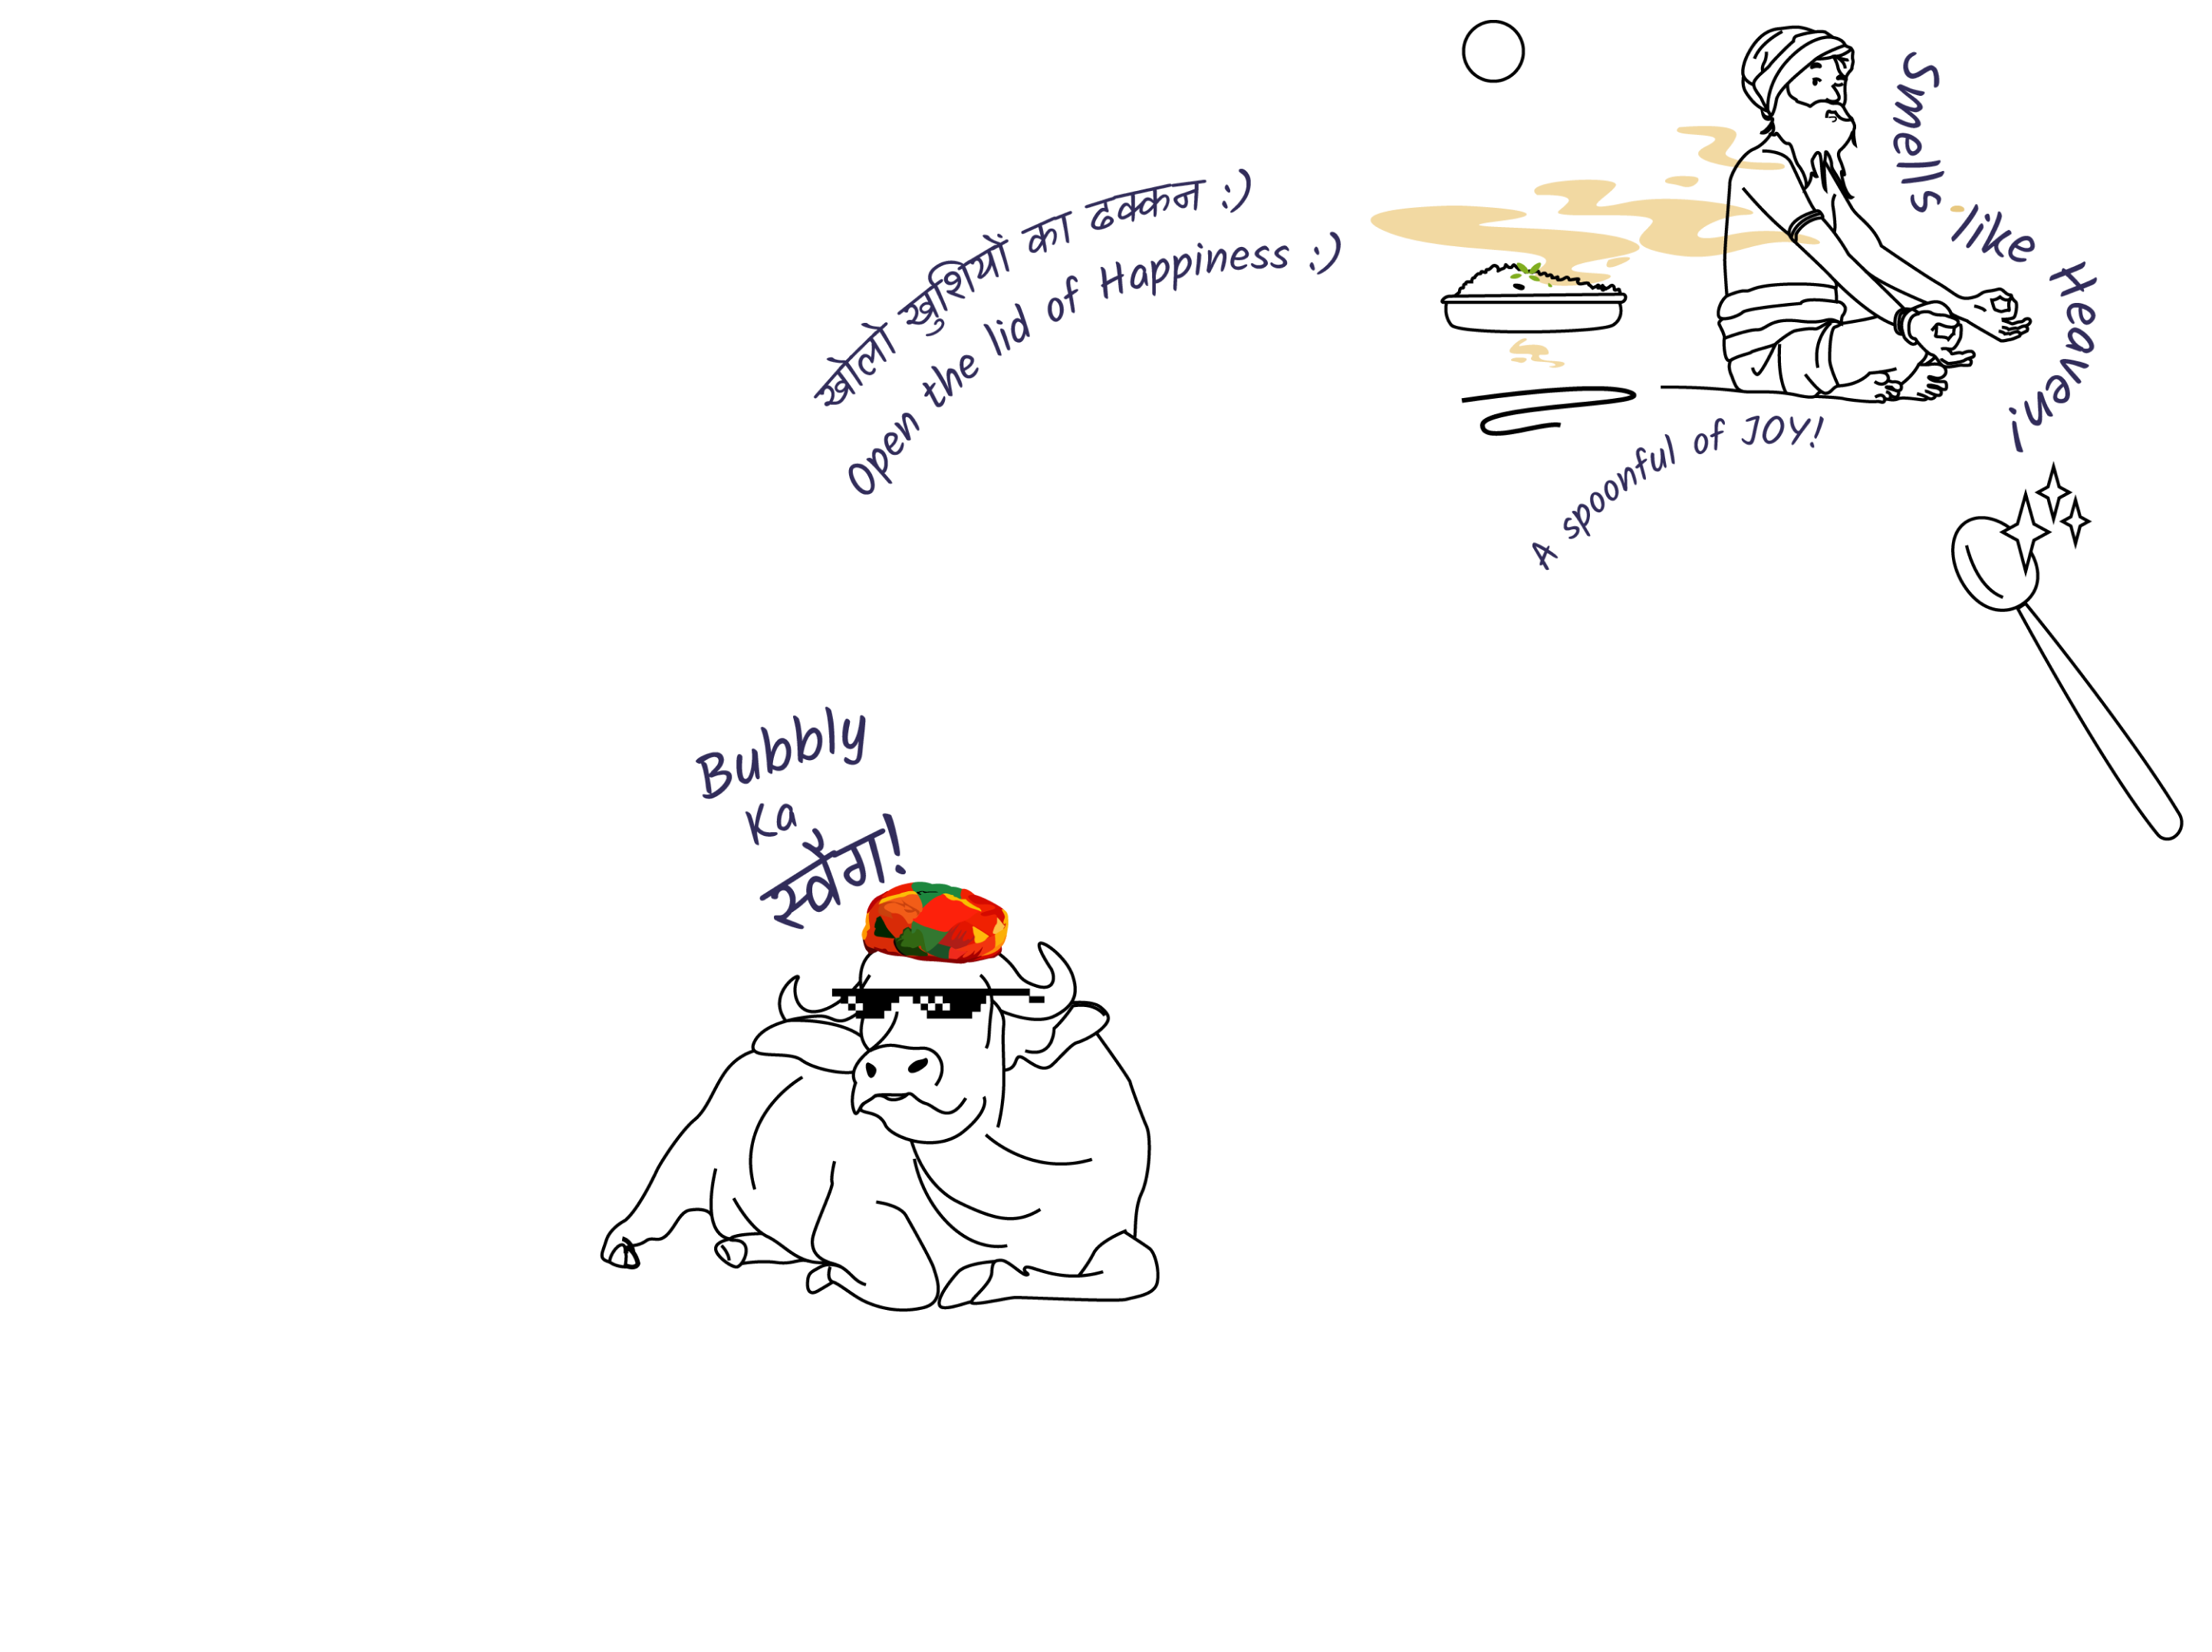 Smells like Heaven!
खोलो खुशियों का ढक्कन :)
Open the lid of Happiness :)
A spoonful of JOY!
Bubbly
Ka
स्वैग!